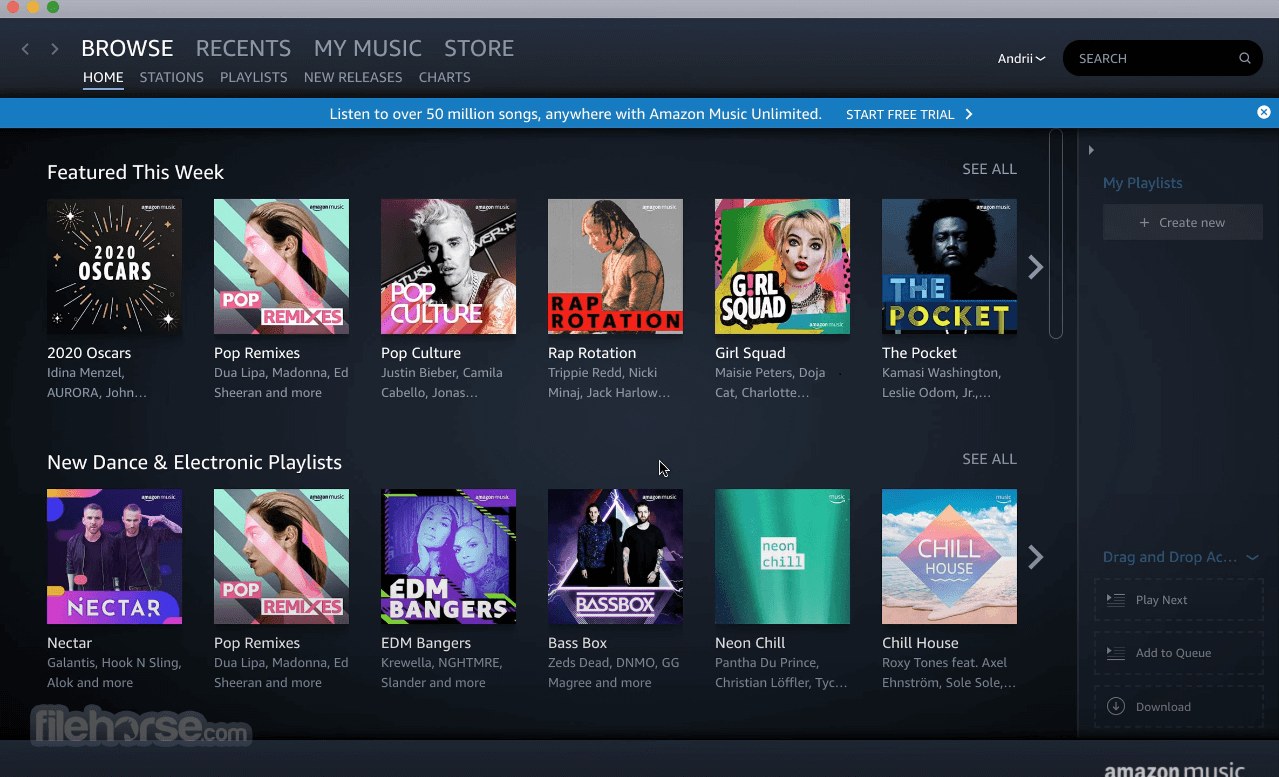 BROWSE RECENTS MY MUSIC STORE
Andrii
SEARCH
HOME STATIONS PLAYLISTS NEW RELEASES CHARTS
Listen to over 50 million songs, anywhere with Amazon Music Unlimited. START FREE TRIAL
Featured This Week
SEE ALL
amazon music
2020
OSCARS
amazon music
POP
REMIXES
amazon music
POP
CULTURE
amazon music
RAP
ROTATION
G!RL
SQUAD
amazon music
amazon music
THE
POCKET
2020 Oscars
Idina Menzel,
AURORA, John…
Pop Remixes
Dua Lipa, Madonna, Ed
Sheeran and more
Pop Culture
Justin Bieber, Camila
Cabello, Jonas…
Rap Rotation
Trippie Redd, Nicki
Minaj, Jack Harlow…
Girl Squad
Maisie Peters, Doja
Cat, Charlotte…
The Pocket
Kamasi Washington,
Leslie Odom, Jr.,…
New Dance & Electronic Playlists
SEE ALL
amazon music
NECTAR
amazon music
POP
REMIXES
amazon music
EDM
BANGERS
amazon music
BASSBOX
music
neon
chill
music
CHILL
HOUSE
Nectar
Galantis, Hook N Sling,
Alok and more
Pop Remixes
Dua Lipa, Madonna, Ed
Sheeran and more
EDM Bangers
Krewella, NGHTMRE,
Slander and more
Bass Box
Zeds Dead, DNMO, GG
Magree and more
Neon Chill
Pantha Du Prince,
Christian Löffler, Tyc…
Chill House
Roxy Tones feat. Axel
Ehnström, Sole Sole,…
My Playlists
+ Create new
Drag and Drop Ac…
Play Next
Add to Queue
Download
filehorse.com
amazon music